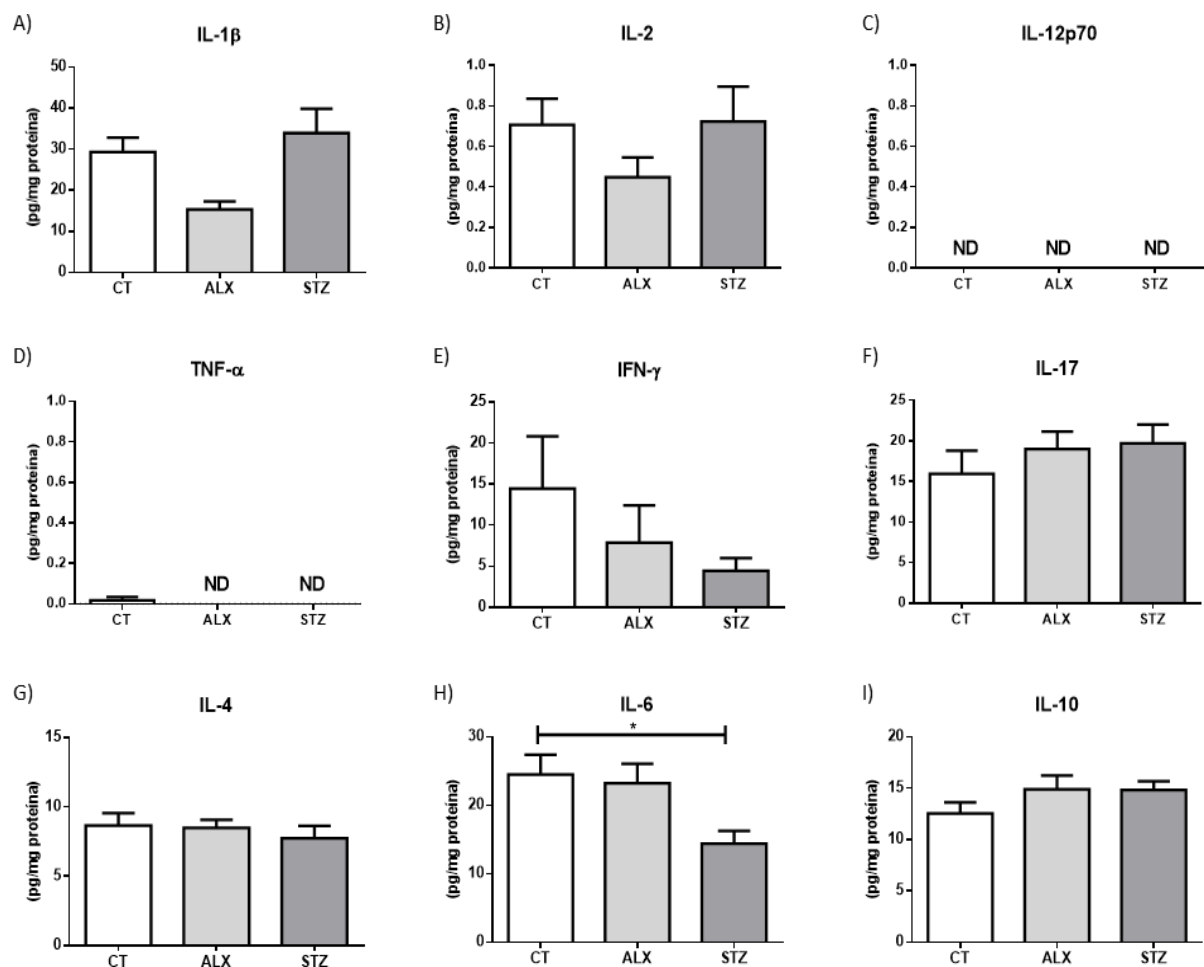 A)
IL-1β
(pg/mg proteína)
50
40
30
20
10
0
CT ALX STZ
B)
IL-2
(pg/mg proteína)
1.0
0.8
0.6
0.4
0.2
0.0
CT ALX STZ
C)
IL-12p70
(pg/mg proteína)
1.0
0.8
0.6
0.4
0.2
0.0
ND ND ND
CT ALX STZ
D)
TNF-α
(pg/mg proteína)
1.0
0.8
0.6
0.4
0.2
0.0
ND ND
CT ALX STZ
E)
IFN-γ
(pg/mg proteína)
25
20
15
10
5
0
CT ALX STZ
F)
IL-17
(pg/mg proteína)
25
20
15
10
5
0
CT ALX STZ
G)
IL-4
(pg/mg proteína)
15
10
5
0
CT ALX STZ
H)
IL-6
(pg/mg proteína)
*
30
20
10
0
CT ALX STZ
I)
IL-10
(pg/mg proteína)
20
15
10
5
0
CT ALX STZ